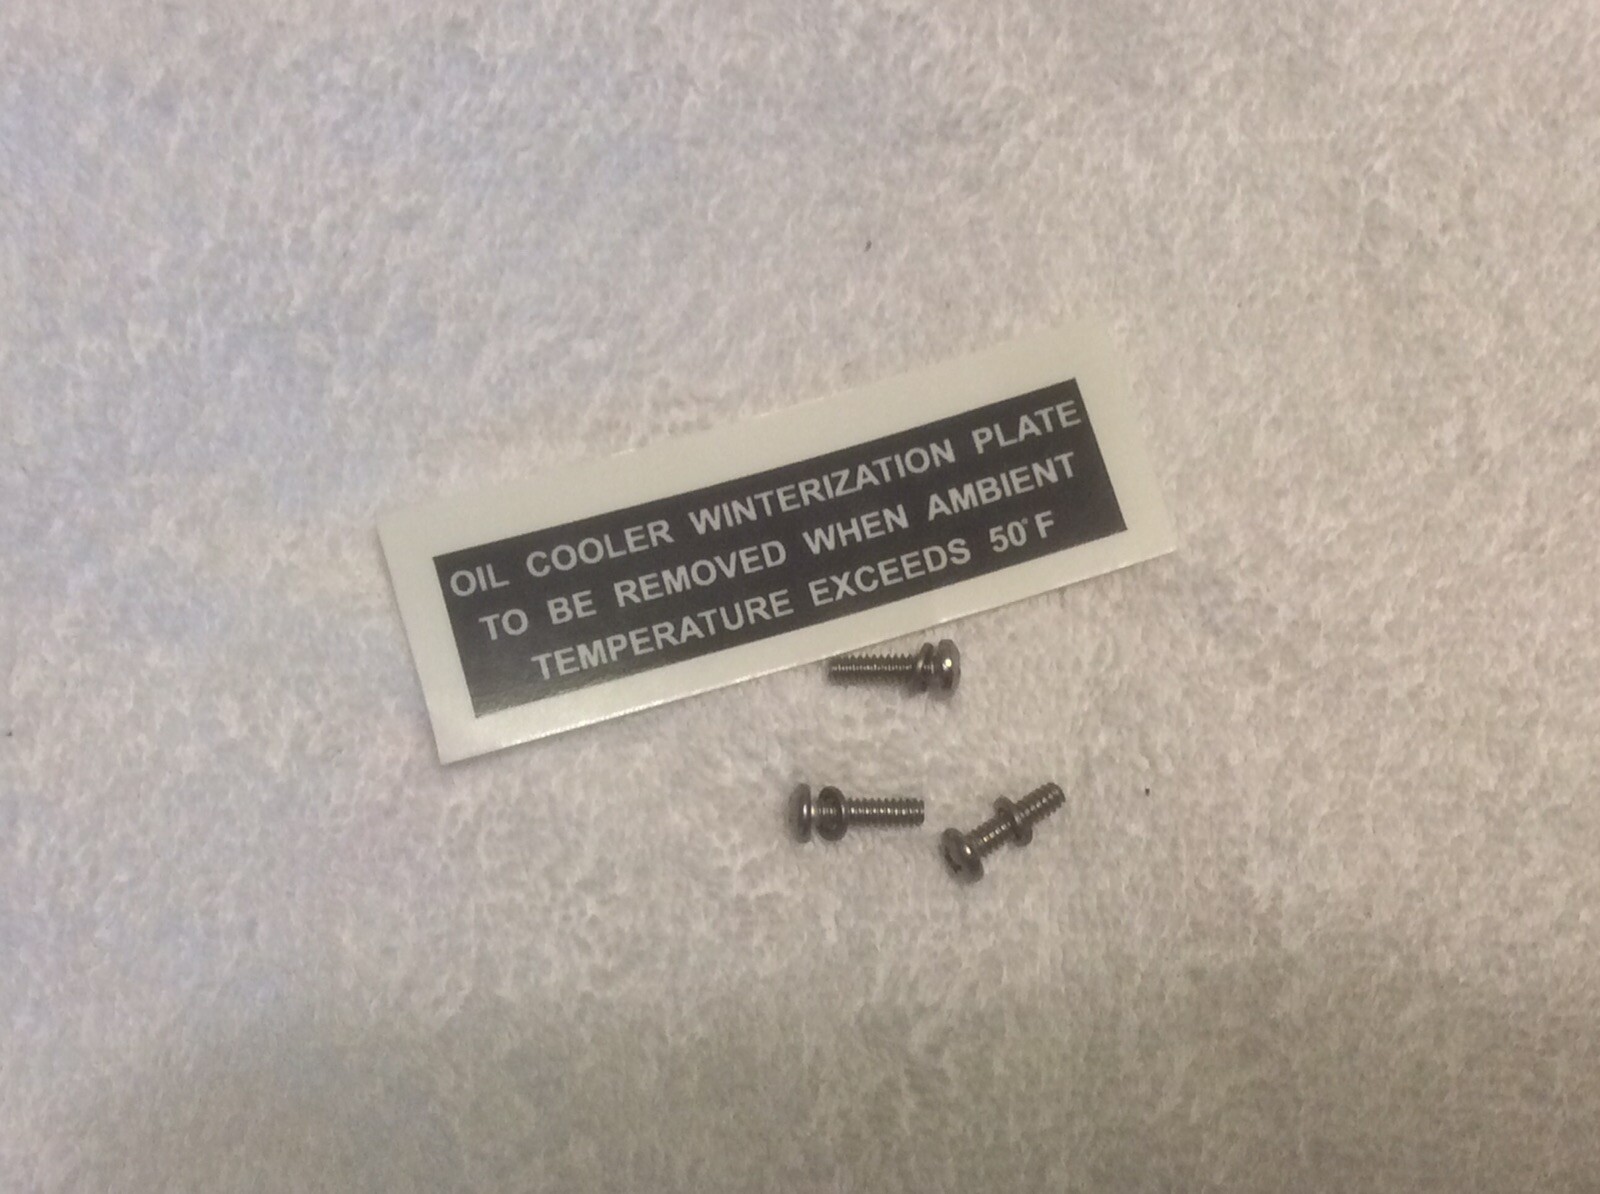 OIL COOLER WINTERIZATION PLATE
TO BE REMOVED WHEN AMBIENT
TEMPERATURE EXCEEDS 50°F